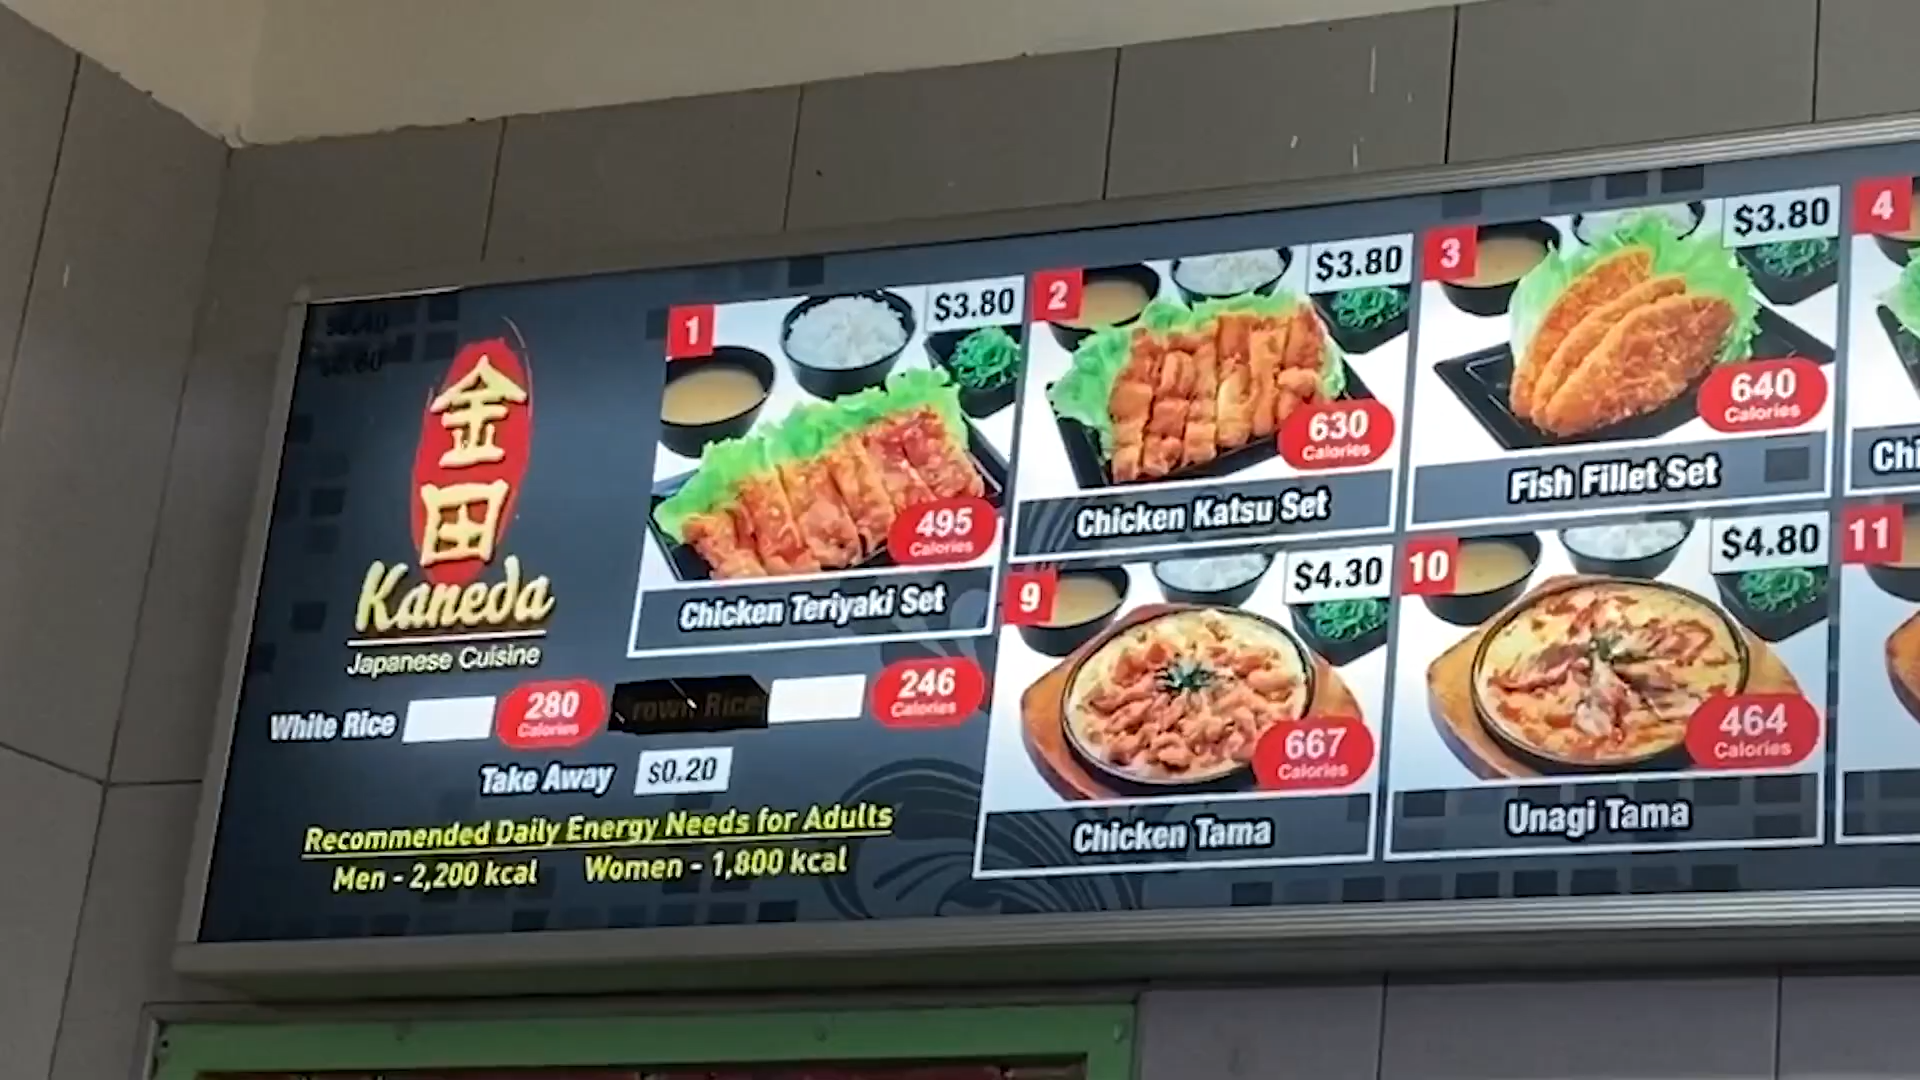 金田
Kaneda
Japanese Cuisine
White Rice
280
Calories
Brown Rice
246
Calories
Take Away $0.20
Recommended Daily Energy Needs for Adults
Men - 2,200 kcal Women - 1,800 kcal
1
$3.80
495
Calories
Chicken Teriyaki Set
2
$3.80
630
Calories
Chicken Katsu Set
3
$3.80
640
Calories
Fish Fillet Set
4
9
$4.30
667
Calories
Chicken Tama
10
$4.80
464
Calories
Unagi Tama
11